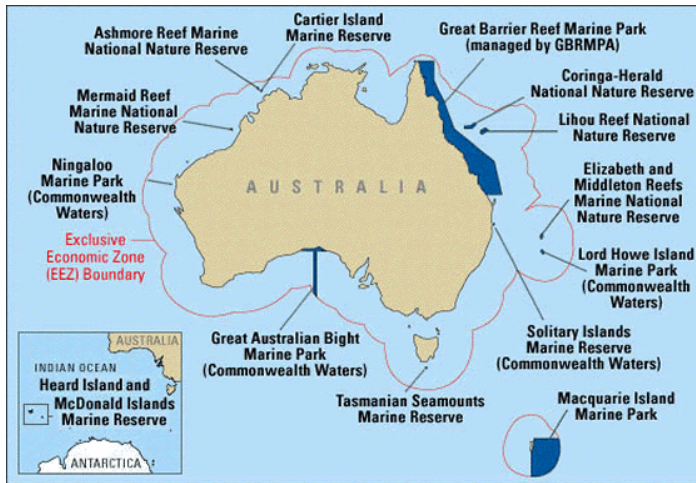 Ashmore Reef Marine
National Nature Reserve
Cartier Island
Marine Reserve
Great Barrier Reef Marine Park
(managed by GBRMPA)
Coringa-Herald
National Nature Reserve
Lihou Reef National
Nature Reserve
Mermaid Reef
Marine National
Nature Reserve
Ningaloo
Marine Park
(Commonwealth
Waters)
AUSTRALIA
Elizabeth and
Middleton Reefs
Marine National
Nature Reserve
Exclusive
Economic Zone
(EEZ) Boundary
Lord Howe Island
Marine Park
(Commonwealth
Waters)
Great Australian Bight
Marine Park
(Commonwealth Waters)
Solitary Islands
Marine Reserve
(Commonwealth Waters)
Tasmanian Seamounts
Marine Reserve
Macquarie Island
Marine Park
AUSTRALIA
INDIAN OCEAN
Heard Island and
McDonald Islands
Marine Reserve
ANTARCTICA